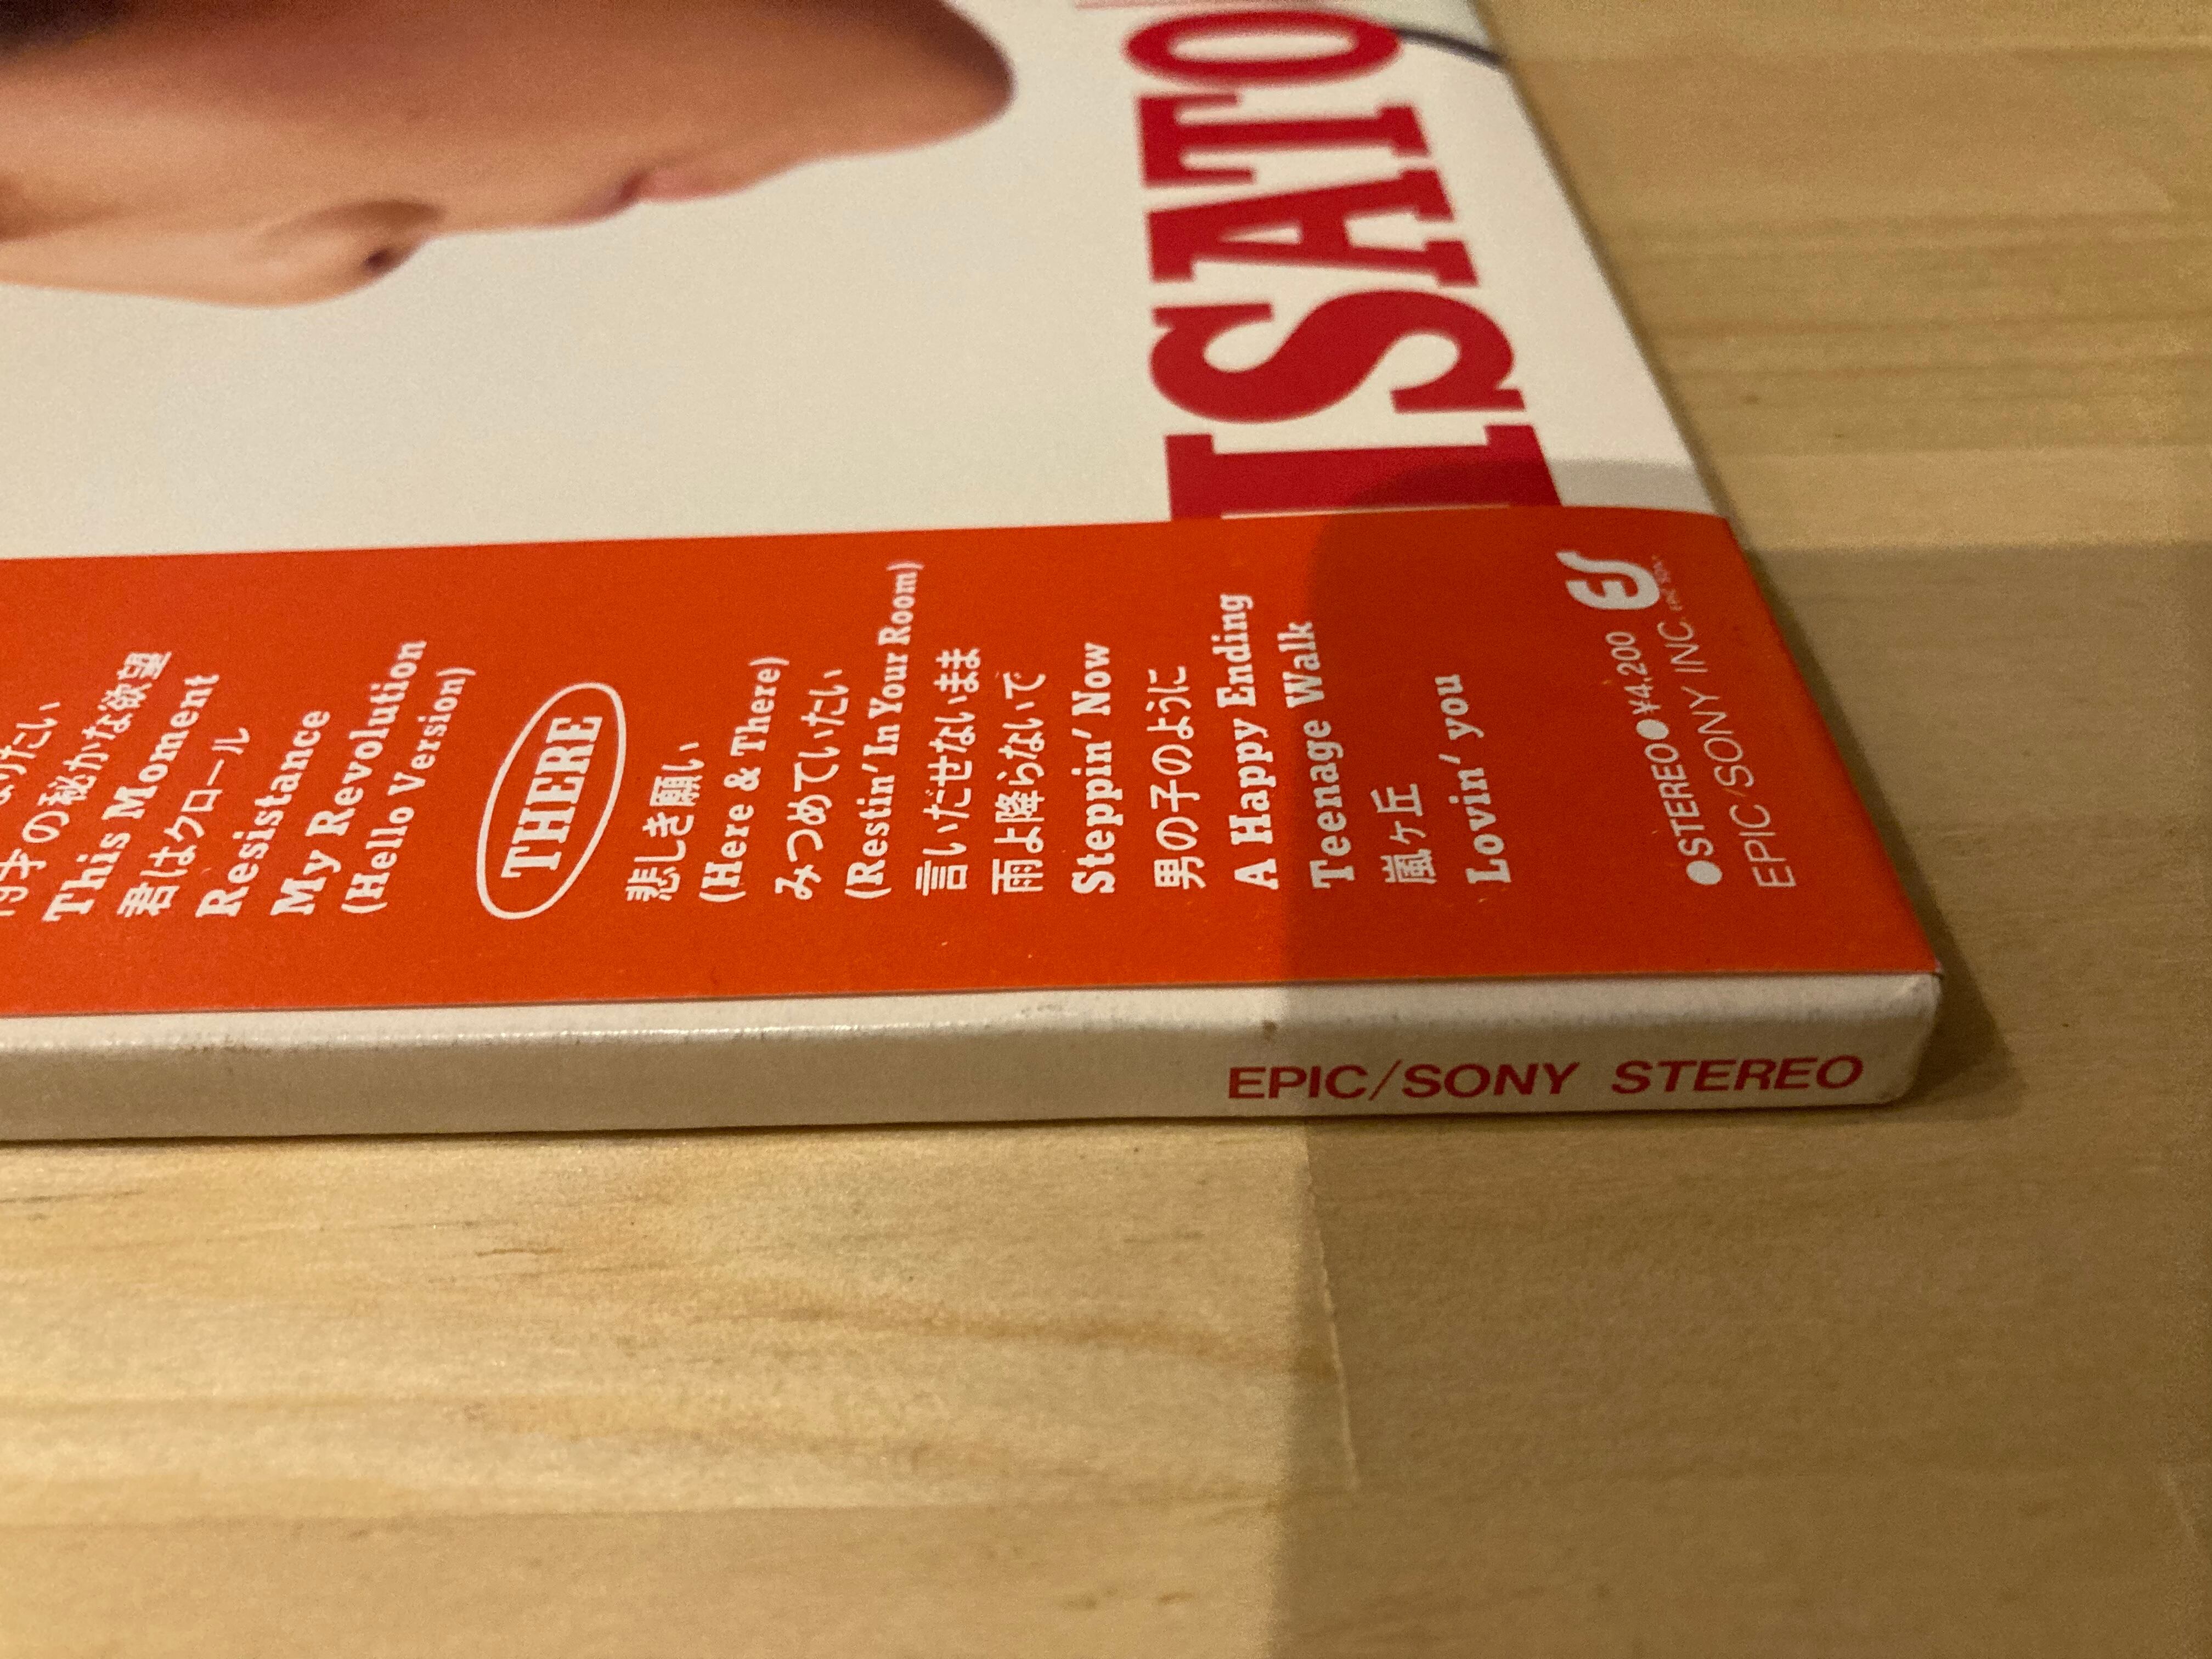 ISATO
りたい
の秘かな欲望
This Moment
君はクロール
Resistance
My Revolution
(Hello Version)
THERE
悲しき願い
(Here & There)
みつめていたい
(Restin' In Your Room)
言いだせないまま
雨よ降らないで
Steppin' Now
男の子のように
A Happy Ending
Teenage Walk
嵐ヶ丘
Lovin' you
●STEREO●¥4,200
EPIC/SONY INC.
EPIC/SONY STEREO